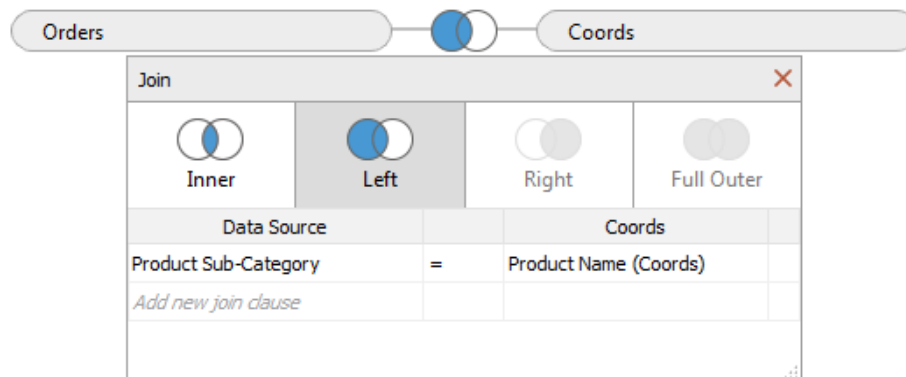 Orders Coords
Join
Inner Left Right Full Outer
Data Source Coords
Product Sub-Category = Product Name (Coords)
Add new join clause